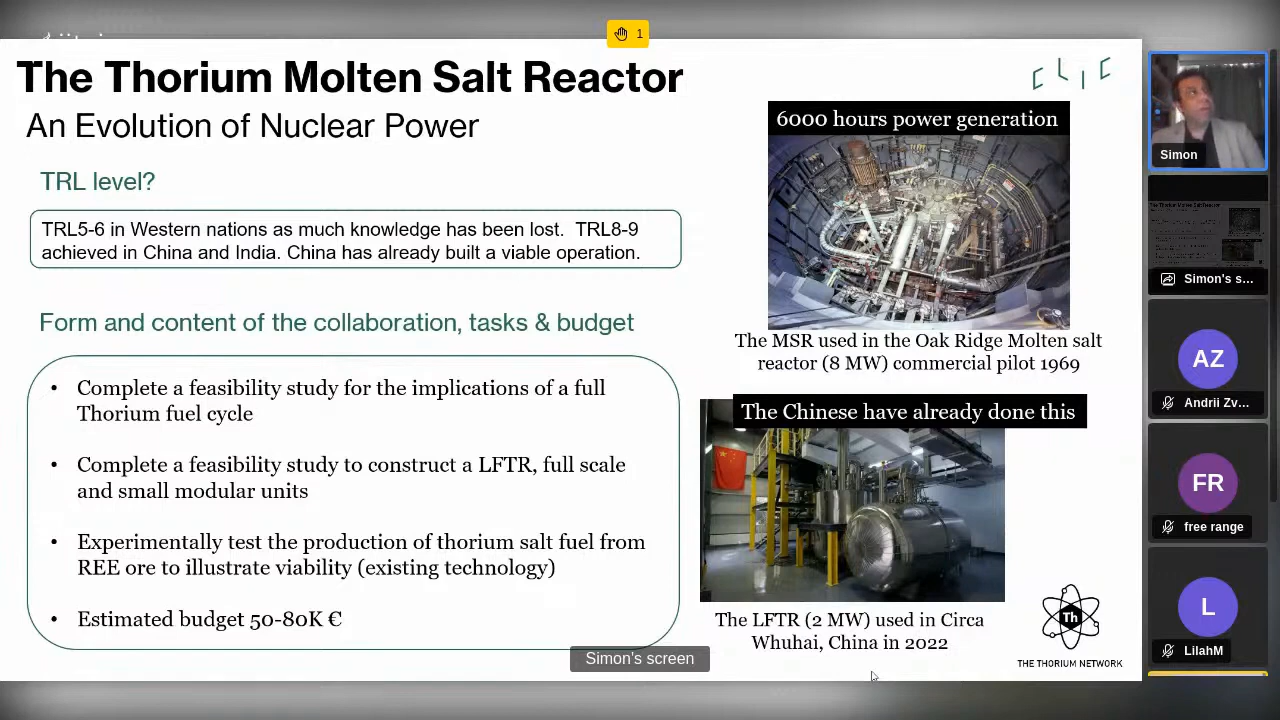 1
The Thorium Molten Salt Reactor
An Evolution of Nuclear Power
CLIC
TRL level?
TRL5-6 in Western nations as much knowledge has been lost. TRL8-9
achieved in China and India. China has already built a viable operation.
Form and content of the collaboration, tasks & budget
• Complete a feasibility study for the implications of a full
Thorium fuel cycle
• Complete a feasibility study to construct a LFTR, full scale
and small modular units
• Experimentally test the production of thorium salt fuel from
REE ore to illustrate viability (existing technology)
• Estimated budget 50-80K €
6000 hours power generation
The MSR used in the Oak Ridge Molten salt
reactor (8 MW) commercial pilot 1969
The Chinese have already done this
The LFTR (2 MW) used in Circa
Whuhai, China in 2022
Th
THE THORIUM NETWORK
Simon's screen
Simon
Simon's s...
AZ
Andrii Zv...
FR
free range
L
LilahM